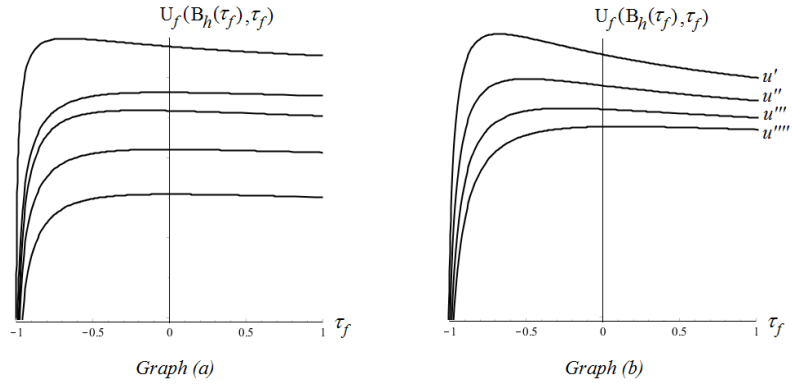 U_f(B_h(τ_f),τ_f)
-1 -0.5 0 0.5 1 τ_f
Graph (a)
U_f(B_h(τ_f),τ_f)
u'
u''
u'''
u''''
-1 -0.5 0 0.5 1 τ_f
Graph (b)